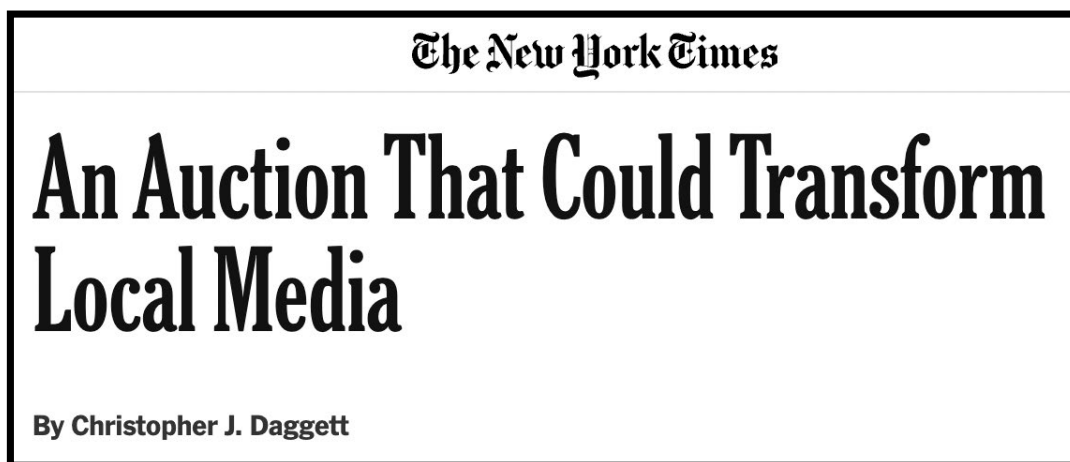 The New York Times
An Auction That Could Transform
Local Media
By Christopher J. Daggett